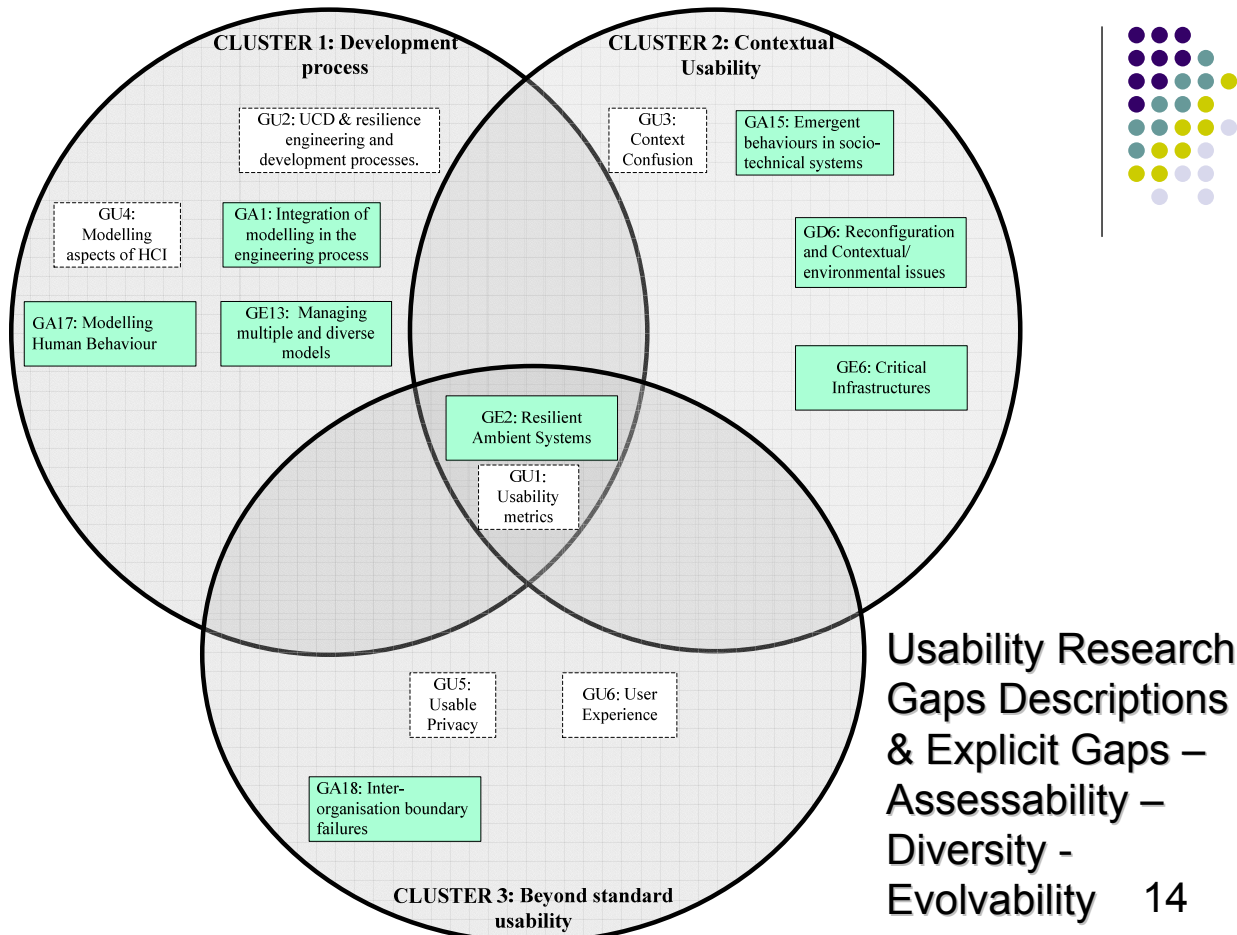 CLUSTER 1: Development
process
CLUSTER 2: Contextual
Usability
GU2: UCD & resilience
engineering and
development processes.
GU3:
Context
Confusion
GA15: Emergent
behaviours in socio-
technical systems
GU4:
Modelling
aspects of HCI
GA1: Integration of
modelling in the
engineering process
GD6: Reconfiguration
and Contextual/
environmental issues
GA17: Modelling
Human Behaviour
GE13: Managing
multiple and diverse
models
GE6: Critical
Infrastructures
GE2: Resilient
Ambient Systems
GU1:
Usability
metrics
GU5:
Usable
Privacy
GU6: User
Experience
GA18: Inter-
organisation boundary
failures
CLUSTER 3: Beyond standard
usability
Usability Research
Gaps Descriptions
& Explicit Gaps –
Assessability –
Diversity -
Evolvability
14